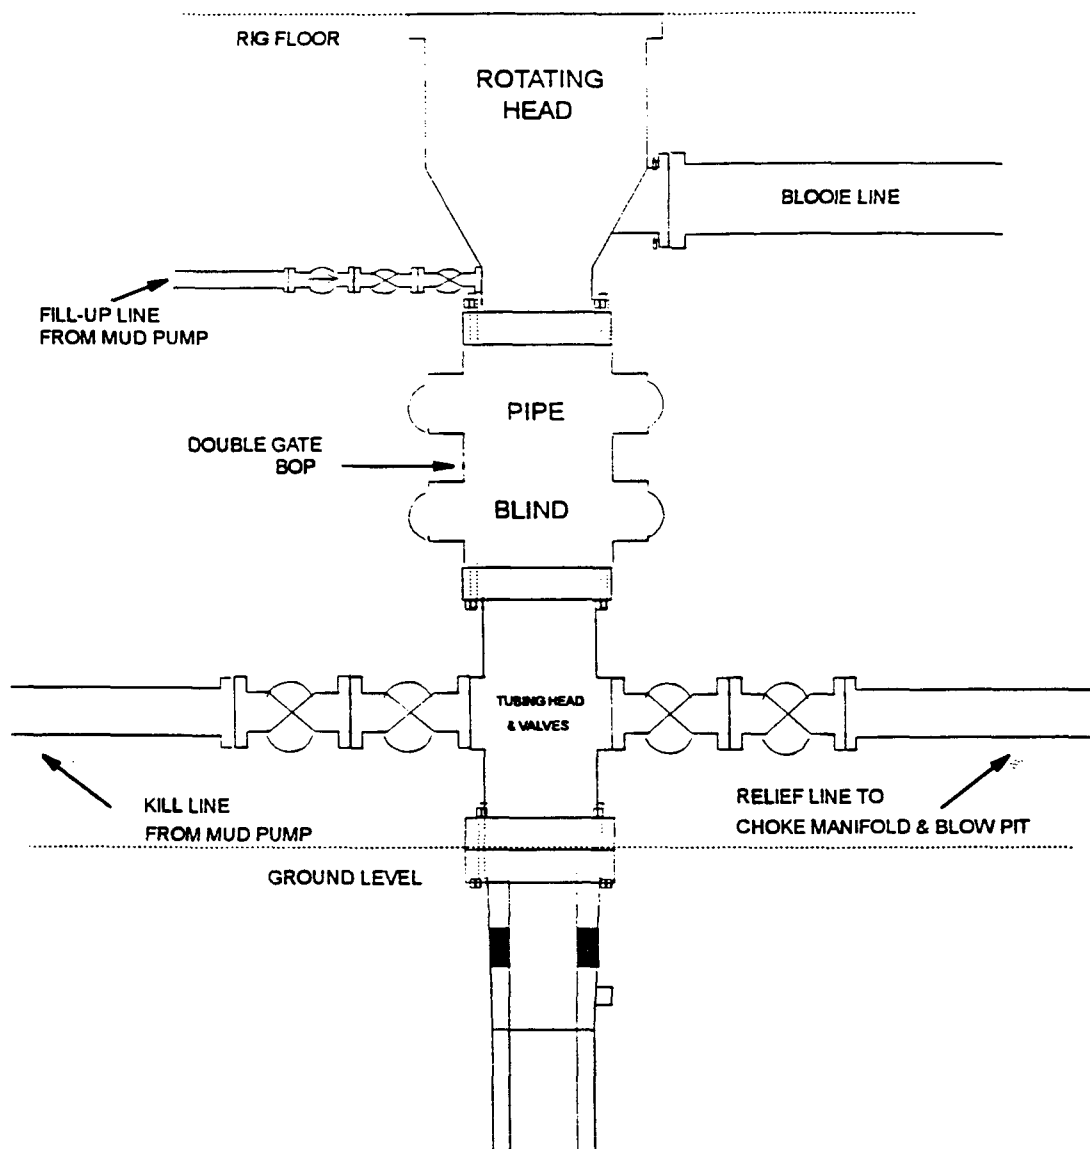 RIG FLOOR
ROTATING
HEAD
BLOOIE LINE
FILL-UP LINE
FROM MUD PUMP
PIPE
DOUBLE GATE
BOP
BLIND
TUBING HEAD
& VALVES
KILL LINE
FROM MUD PUMP
RELIEF LINE TO
CHOKE MANIFOLD & BLOW PIT
GROUND LEVEL